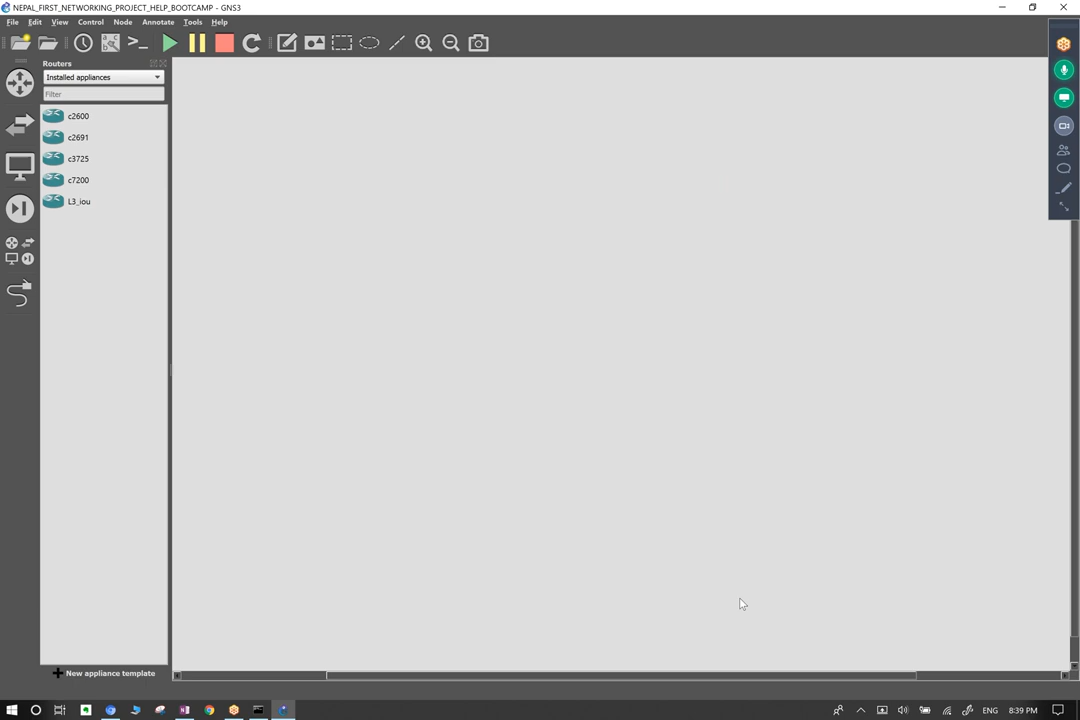 NEPAL_FIRST_NETWORKING_PROJECT_HELP_BOOTCAMP - GNS3
File Edit View Control Node Annotate Tools Help
Routers
Installed appliances
Filter
c2600
c2691
c3725
c7200
L3_iou
New appliance template
ENG 8:39 PM